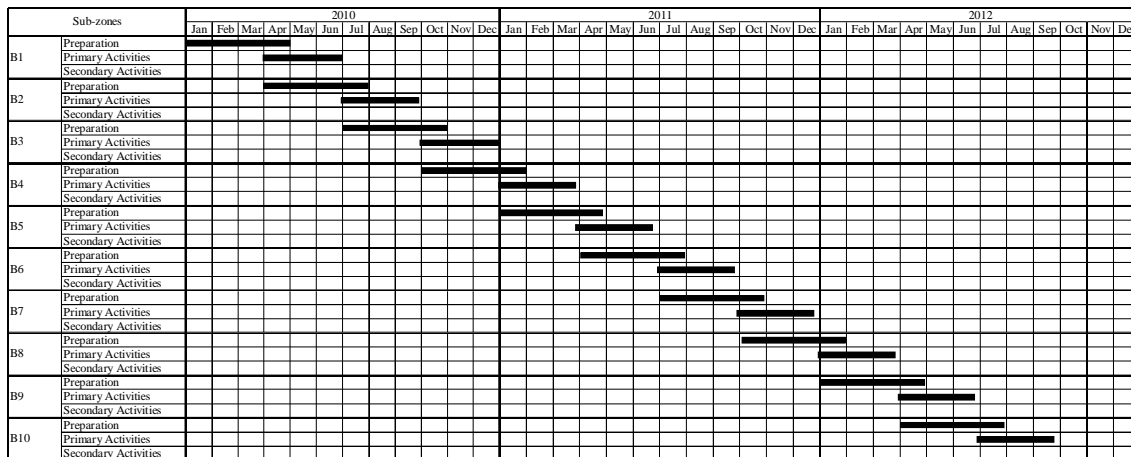 Sub-zones 2010 2011 2012
Jan Feb Mar Apr May Jun Jul Aug Sep Oct Nov Dec Jan Feb Mar Apr May Jun Jul Aug Sep Oct Nov Dec Jan Feb Mar Apr May Jun Jul Aug Sep Oct Nov De
B1 Preparation
Primary Activities
Secondary Activities
B2 Preparation
Primary Activities
Secondary Activities
B3 Preparation
Primary Activities
Secondary Activities
B4 Preparation
Primary Activities
Secondary Activities
B5 Preparation
Primary Activities
Secondary Activities
B6 Preparation
Primary Activities
Secondary Activities
B7 Preparation
Primary Activities
Secondary Activities
B8 Preparation
Primary Activities
Secondary Activities
B9 Preparation
Primary Activities
Secondary Activities
B10 Preparation
Primary Activities
Secondary Activities